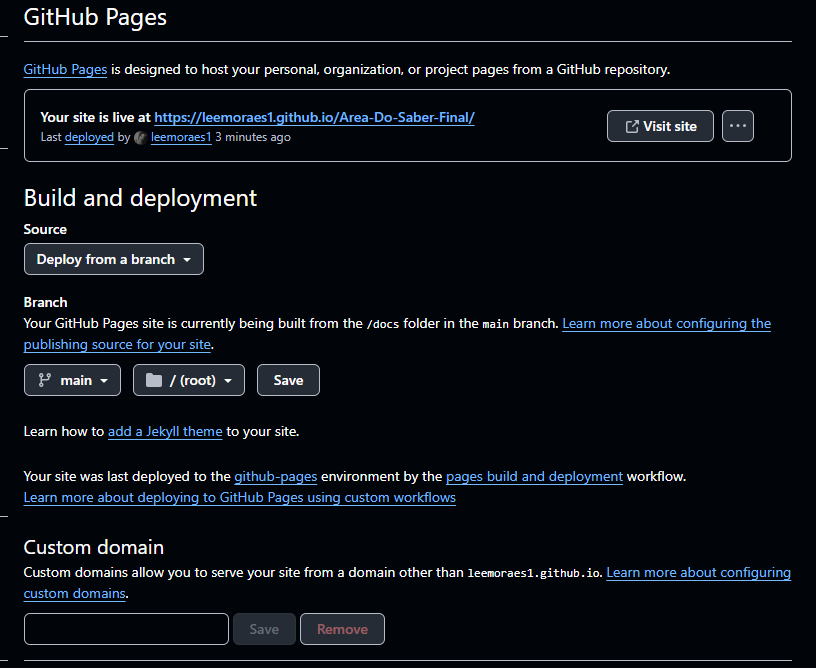 GitHub Pages
GitHub Pages is designed to host your personal, organization, or project pages from a GitHub repository.
Your site is live at https://leemoraes1.github.io/Area-Do-Saber-Final/
Last deployed by leemoraes1 3 minutes ago
Visit site
Build and deployment
Source
Deploy from a branch
Branch
Your GitHub Pages site is currently being built from the /docs folder in the main branch. Learn more about configuring the
publishing source for your site.
main
/ (root)
Save
Learn how to add a Jekyll theme to your site.
Your site was last deployed to the github-pages environment by the pages build and deployment workflow.
Learn more about deploying to GitHub Pages using custom workflows
Custom domain
Custom domains allow you to serve your site from a domain other than leemoraes1.github.io. Learn more about configuring
custom domains.
Save
Remove